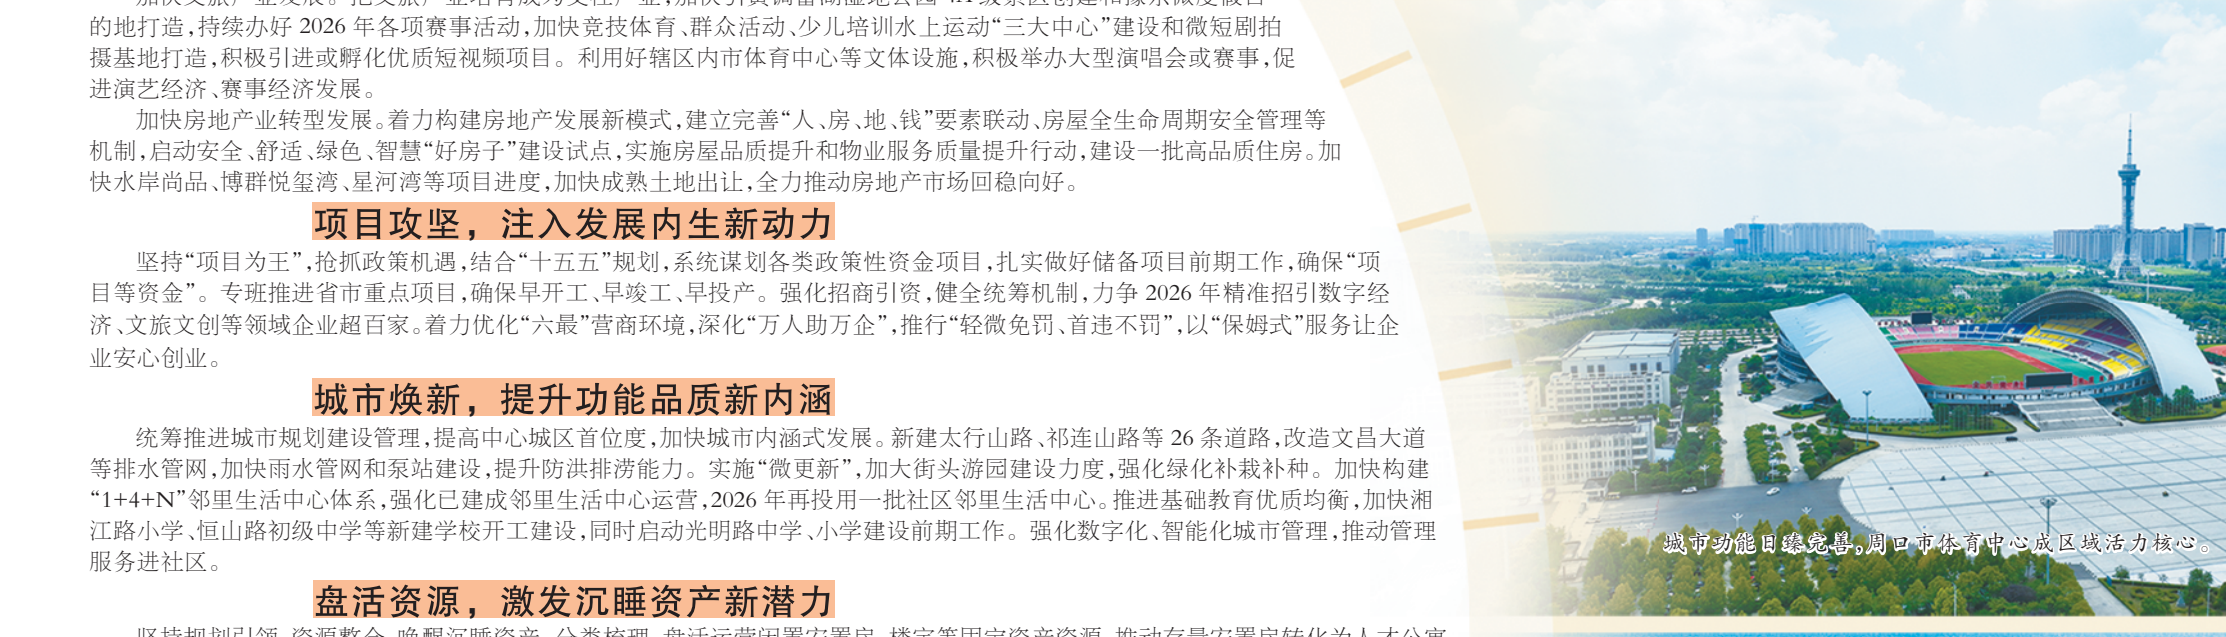 的地打造,持续办好 2026 年各项赛事活动,加快竞技体育、群众活动、少儿培训水上运动“三大中心”建设和微短剧拍
摄基地打造,积极引进或孵化优质短视频项目。利用好辖区内市体育中心等文体设施,积极举办大型演唱会或赛事,促
进演艺经济、赛事经济发展。
加快房地产业转型发展。着力构建房地产发展新模式,建立完善“人、房、地、钱”要素联动、房屋全生命周期安全管理等
机制,启动安全、舒适、绿色、智慧“好房子”建设试点,实施房屋品质提升和物业服务质量提升行动,建设一批高品质住房。加
快水岸尚品、博群悦玺湾、星河湾等项目进度,加快成熟土地出让,全力推动房地产市场回稳向好。
项目攻坚，注入发展内生新动力
坚持“项目为王”,抢抓政策机遇,结合“十五五”规划,系统谋划各类政策性资金项目,扎实做好储备项目前期工作,确保“项
目等资金”。专班推进省市重点项目,确保早开工、早竣工、早投产。强化招商引资,健全统筹机制,力争 2026 年精准招引数字经
济、文旅文创等领域企业超百家。着力优化“六最”营商环境,深化“万人助万企”,推行“轻微免罚、首违不罚”,以“保姆式”服务让企
业安心创业。
城市焕新，提升功能品质新内涵
统筹推进城市规划建设管理,提高中心城区首位度,加快城市内涵式发展。新建太行山路、祁连山路等 26 条道路,改造文昌大道
等排水管网,加快雨水管网和泵站建设,提升防洪排涝能力。实施“微更新”,加大街头游园建设力度,强化绿化补栽补种。加快构建
“1+4+N”邻里生活中心体系,强化已建成邻里生活中心运营,2026 年再投用一批社区邻里生活中心。推进基础教育优质均衡,加快湘
江路小学、恒山路初级中学等新建学校开工建设,同时启动光明路中学、小学建设前期工作。强化数字化、智能化城市管理,推动管理
服务进社区。
城市功能日臻完善,周口市体育中心成区域活力核心。
盘活资源，激发沉睡资产新潜力